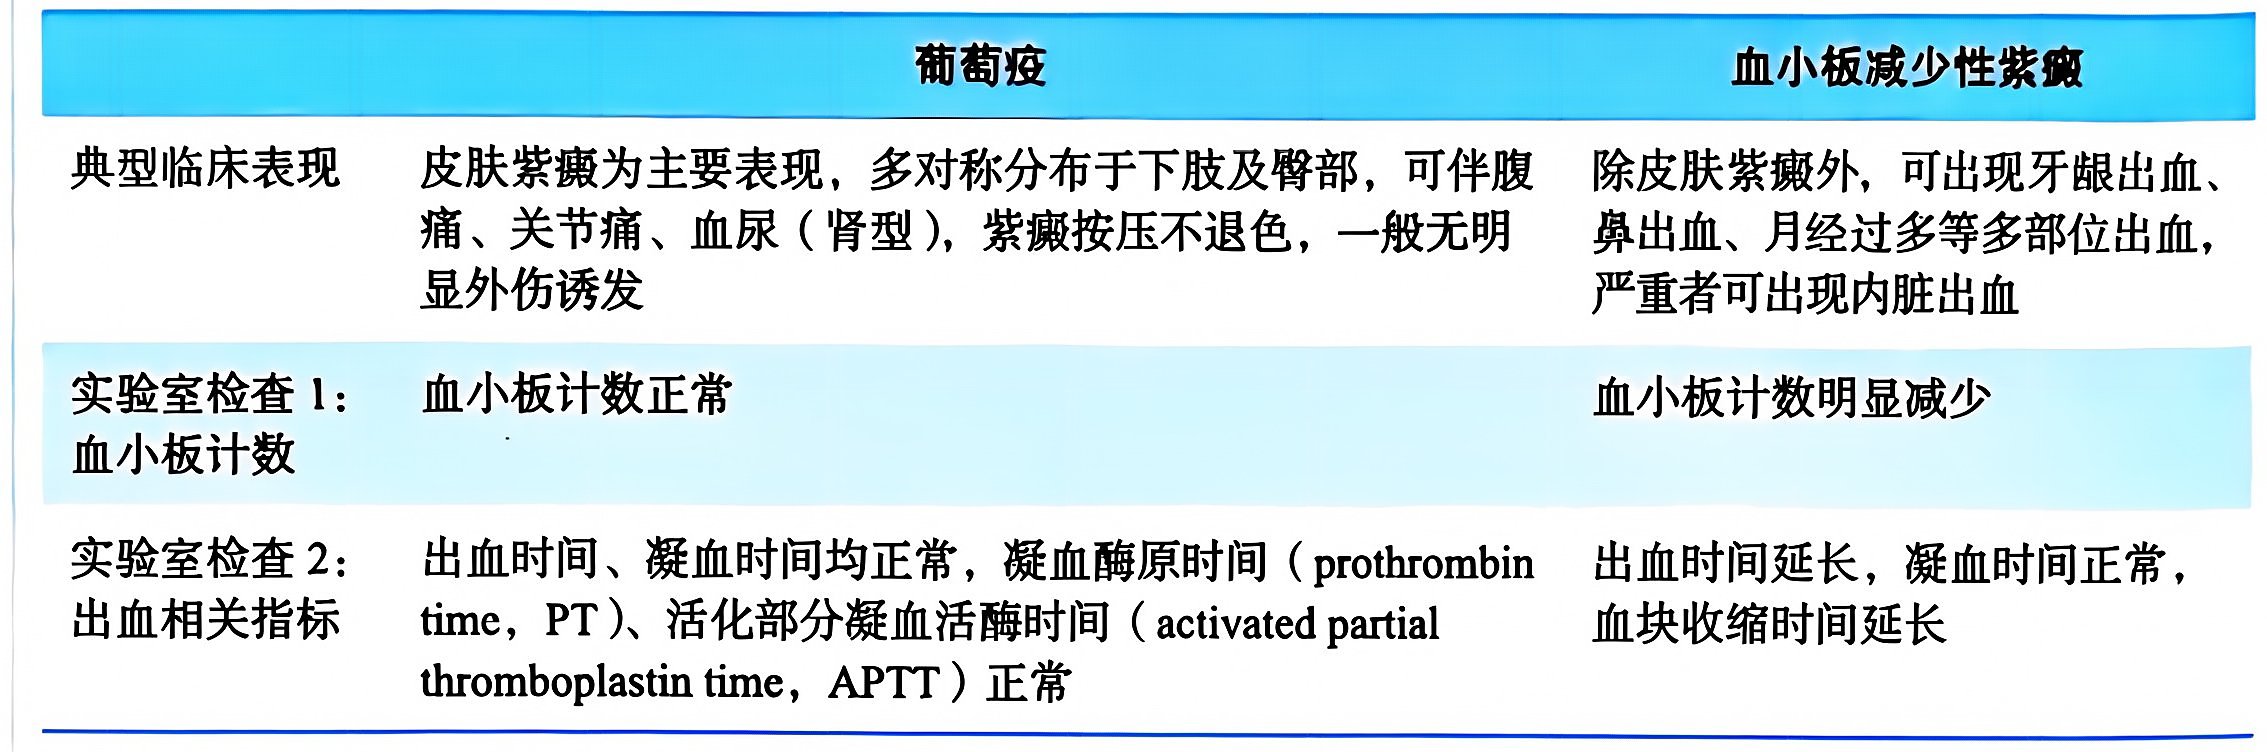 葡萄疫
血小板减少性紫癜
典型临床表现
皮肤紫癜为主要表现，多对称分布于下肢及臀部，可伴腹
痛、关节痛、血尿（肾型），紫癜按压不退色，一般无明
显外伤诱发
除皮肤紫癜外，可出现牙龈出血、
鼻出血、月经过多等多部位出血，
严重者可出现内脏出血
实验室检查 1：
血小板计数
血小板计数正常
血小板计数明显减少
实验室检查 2：
出血相关指标
出血时间、凝血时间均正常，凝血酶原时间（prothrombin
time，PT）、活化部分凝血活酶时间（activated partial
thromboplastin time，APTT）正常
出血时间延长，凝血时间正常，
血块收缩时间延长